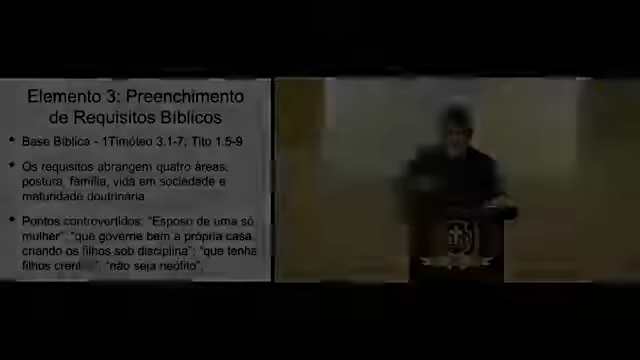 Elemento 3: Preenchimento
de Requisitos Bíblicos
• Base Bíblica - 1Timóteo 3.1-7; Tito 1.5-9
• Os requisitos abrangem quatro áreas:
postura, família, vida em sociedade e
maturidade doutrinária
• Pontos controvertidos: "Esposo de uma só
mulher"; "que governe bem a própria casa
criando os filhos sob disciplina"; "que tenha
filhos "; "não seja neófito".